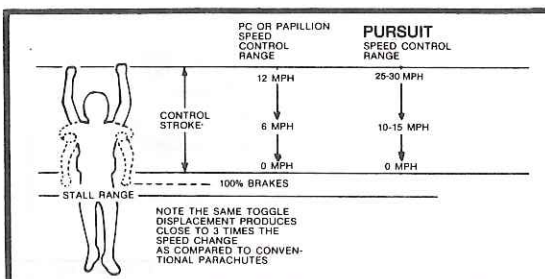 PC OR PAPILLION
SPEED
CONTROL
RANGE
PURSUIT
SPEED CONTROL
RANGE
12 MPH
25-30 MPH
CONTROL
STROKE
6 MPH
10-15 MPH
0 MPH
0 MPH
100% BRAKES
STALL RANGE
NOTE THE SAME TOGGLE
DISPLACEMENT PRODUCES
CLOSE TO 3 TIMES THE
SPEED CHANGE
AS COMPARED TO CONVEN-
TIONAL PARACHUTES